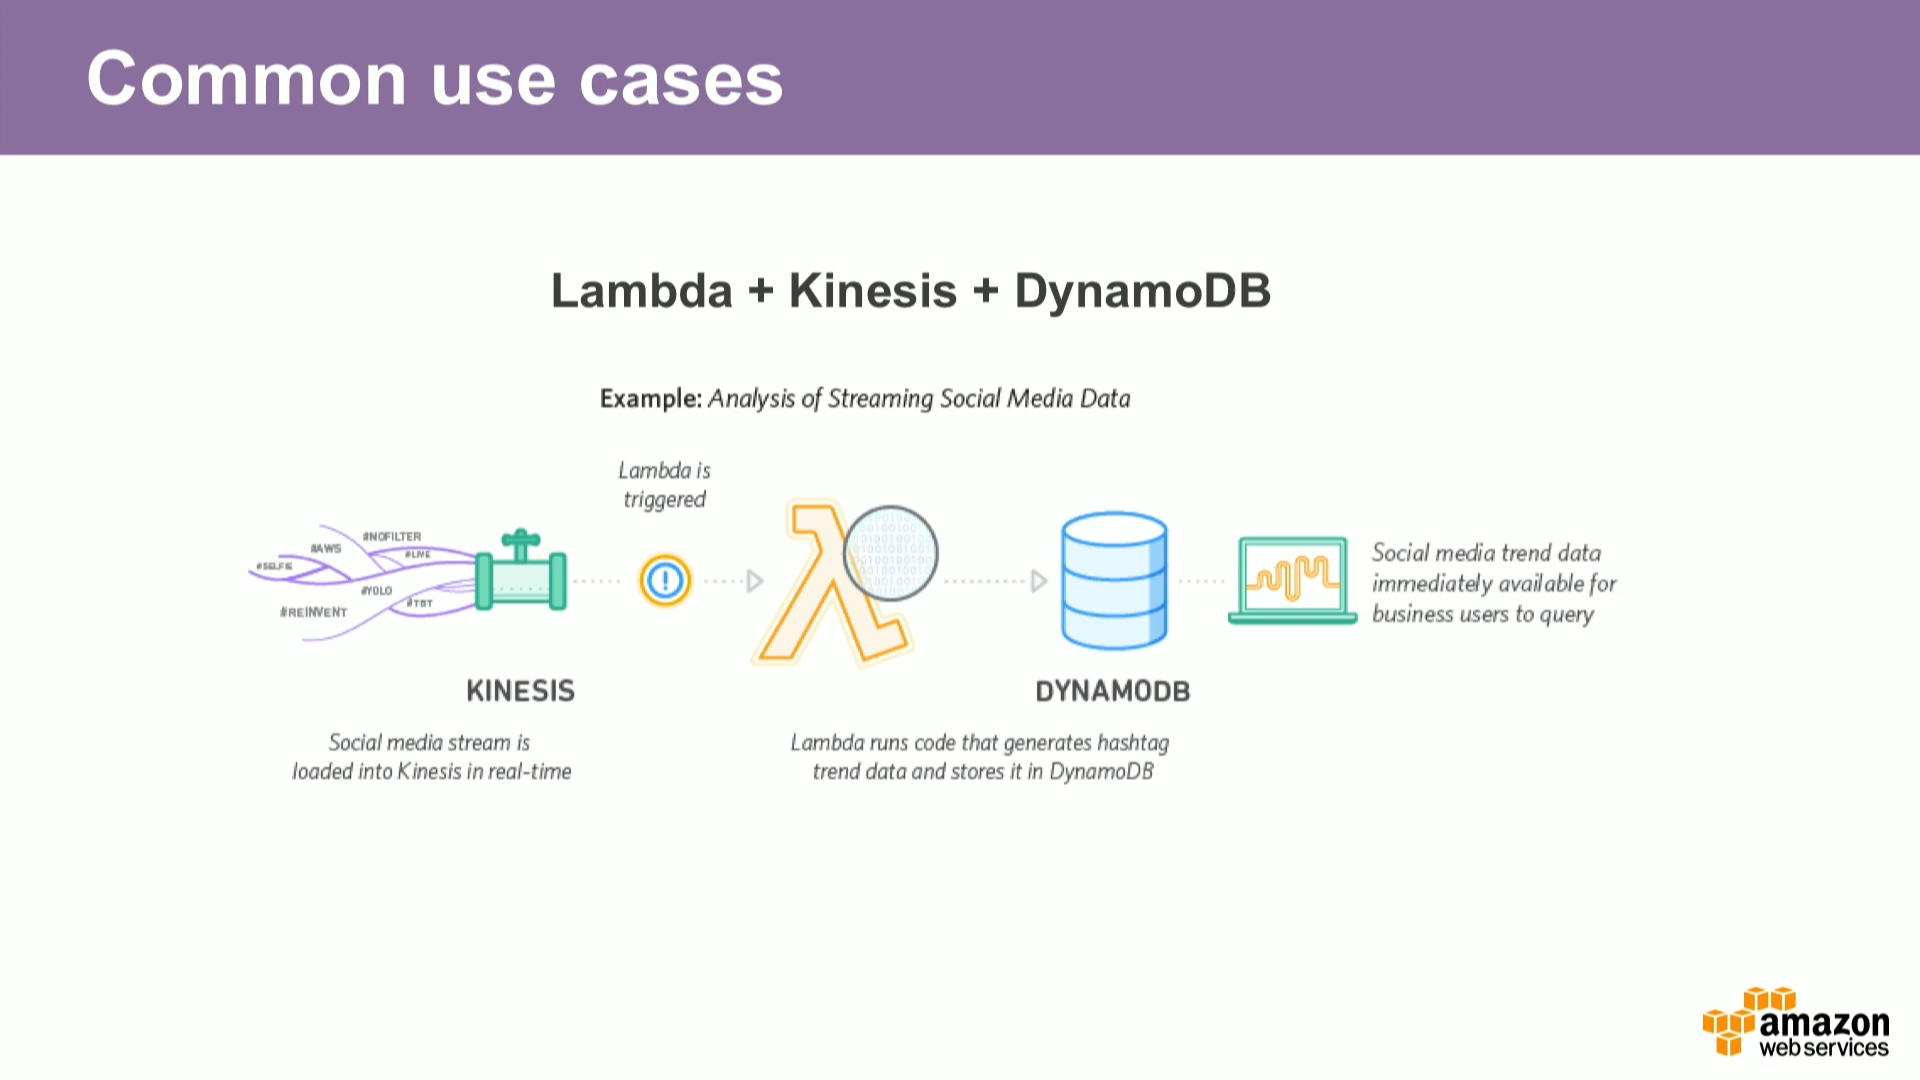 Common use cases
Lambda + Kinesis + DynamoDB
Example: Analysis of Streaming Social Media Data
Lambda is
triggered
#NOFILTER
#AWS
#LIVE
#SELFIE
#YOLO
#TBT
#REINVENT
Social media trend data
immediately available for
business users to query
KINESIS
DYNAMODB
Social media stream is
loaded into Kinesis in real-time
Lambda runs code that generates hashtag
trend data and stores it in DynamoDB
amazon
web services